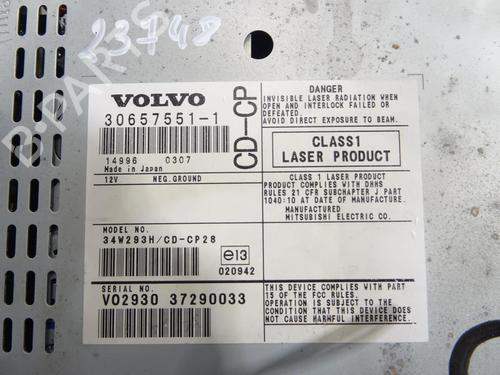 23748
VOLVO
30657551-1
14996 0307
Made in Japan
12V NEG.GROUND
CD-CP
MODEL NO.
34W293H/CD-CP28
e13
020942
SERIAL NO.
V02930 37290033
DANGER
INVISIBLE LASER RADIATION WHEN
OPEN AND INTERLOCK FAILED OR
DEFEATED.
AVOID DIRECT EXPOSURE TO BEAM.
CLASS1
LASER PRODUCT
CLASS 1 LASER PRODUCT
PRODUCT COMPLIES WITH DHHS
RULES 21 CFR SUBCHAPTER J PART
1040:10 AT DATE OF MANUFACTURE.
MANUFACTURED
MITSUBISHI ELECTRIC CO.
THIS DEVICE COMPLIES WITH PART
15 OF THE FCC RULES.
OPERATION IS SUBJECT TO THE
CONDITION THAT THIS DEVICE DOES
NOT CAUSE HARMFUL INTERFERENCE.
B-PARTS